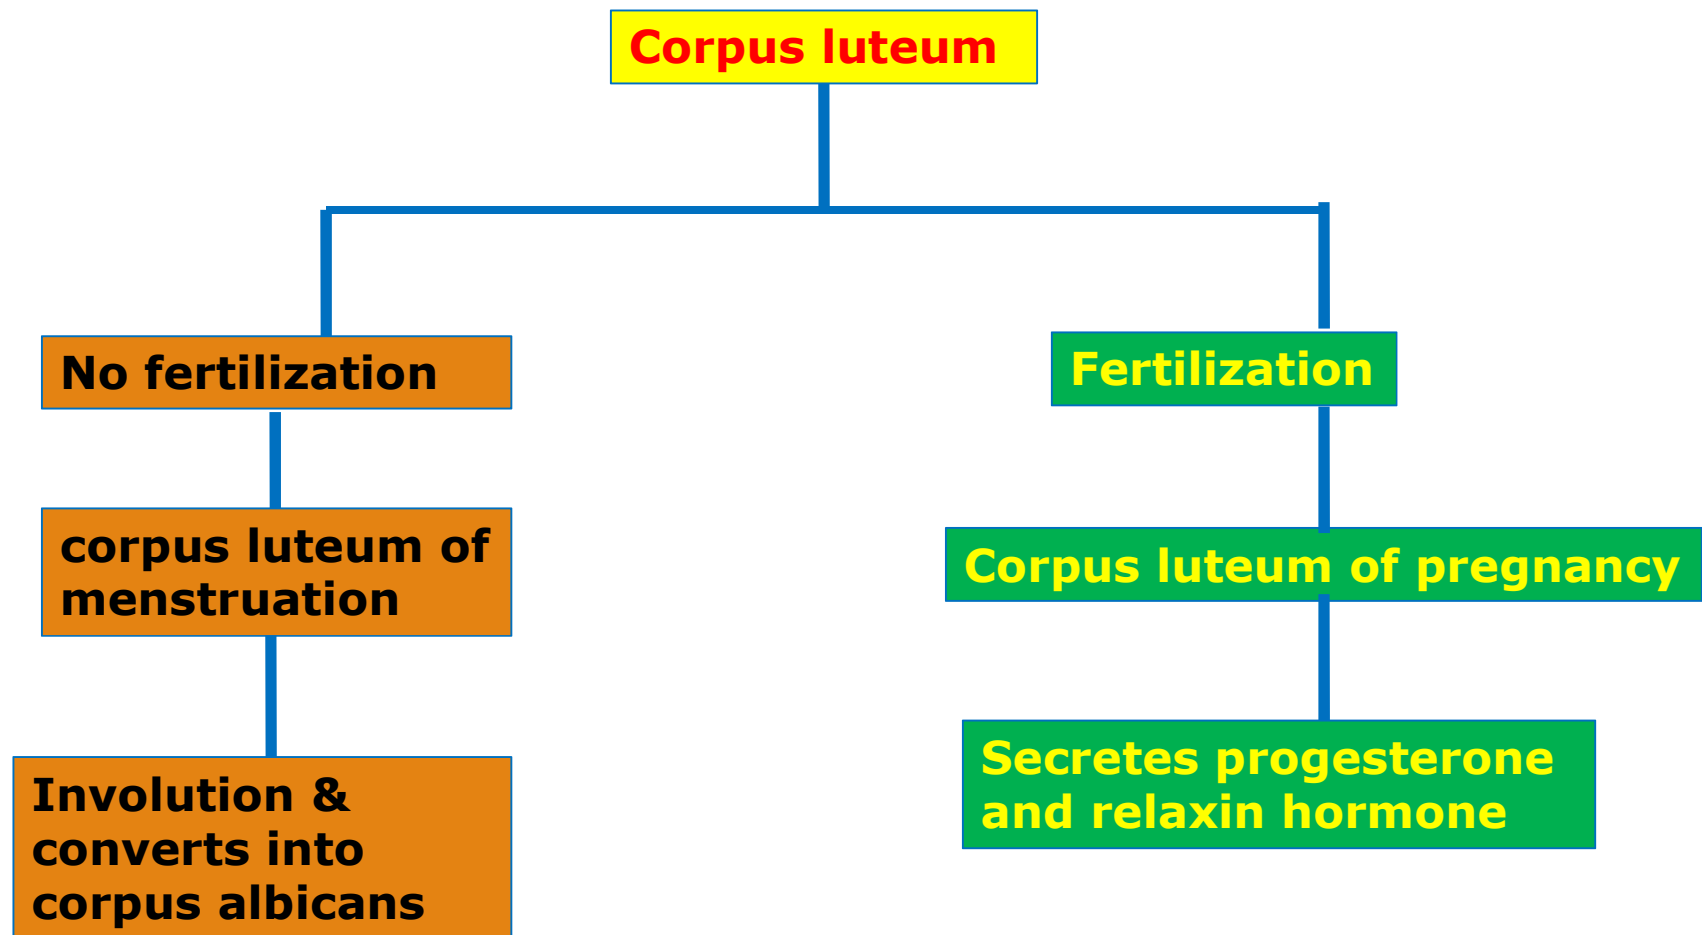 Corpus luteum
No fertilization
corpus luteum of
menstruation
Involution &
converts into
corpus albicans
Fertilization
Corpus luteum of pregnancy
Secretes progesterone
and relaxin hormone